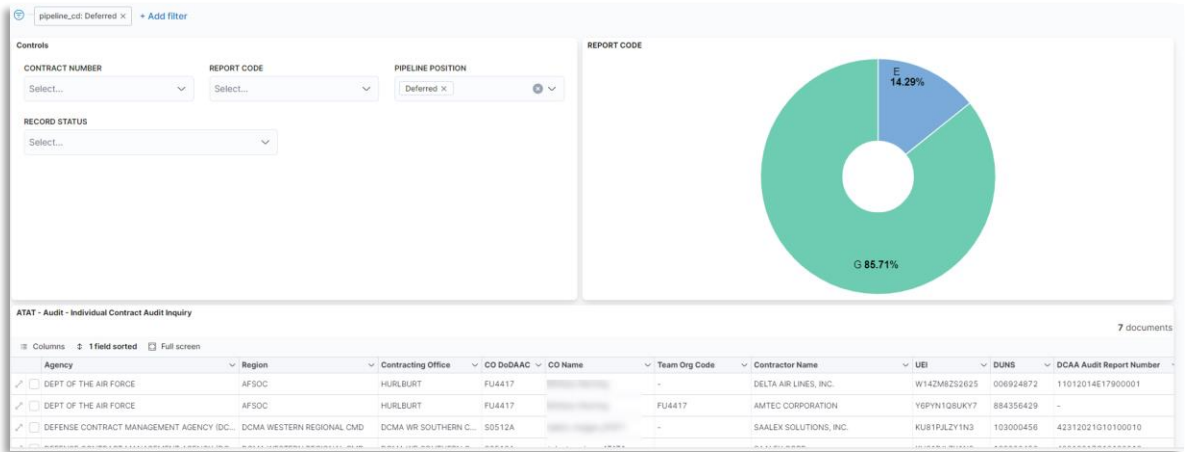 pipeline_cd: Deferred × + Add filter
Controls
CONTRACT NUMBER REPORT CODE PIPELINE POSITION
Select... Select... Deferred ×
RECORD STATUS
Select...
REPORT CODE
E
14.29%
G 85.71%
ATAT - Audit - Individual Contract Audit Inquiry
7 documents
Columns 1 field sorted Full screen
Agency Region Contracting Office CO DoDAAC CO Name Team Org Code Contractor Name UEI DUNS DCAA Audit Report Number
DEPT OF THE AIR FORCE AFSOC HURLBURT FU4417 - DELTA AIR LINES, INC. W14ZM8ZS2625 006924872 11012014E17900001
DEPT OF THE AIR FORCE AFSOC HURLBURT FU4417 FU4417 AMTEC CORPORATION Y6PYN1Q8UKY7 884356429 -
DEFENSE CONTRACT MANAGEMENT AGENCY (DC... DCMA WESTERN REGIONAL CMD DCMA WR SOUTHERN C... S0512A - SAALEX SOLUTIONS, INC. KU81PJLZY1N3 103000456 42312021G10100010